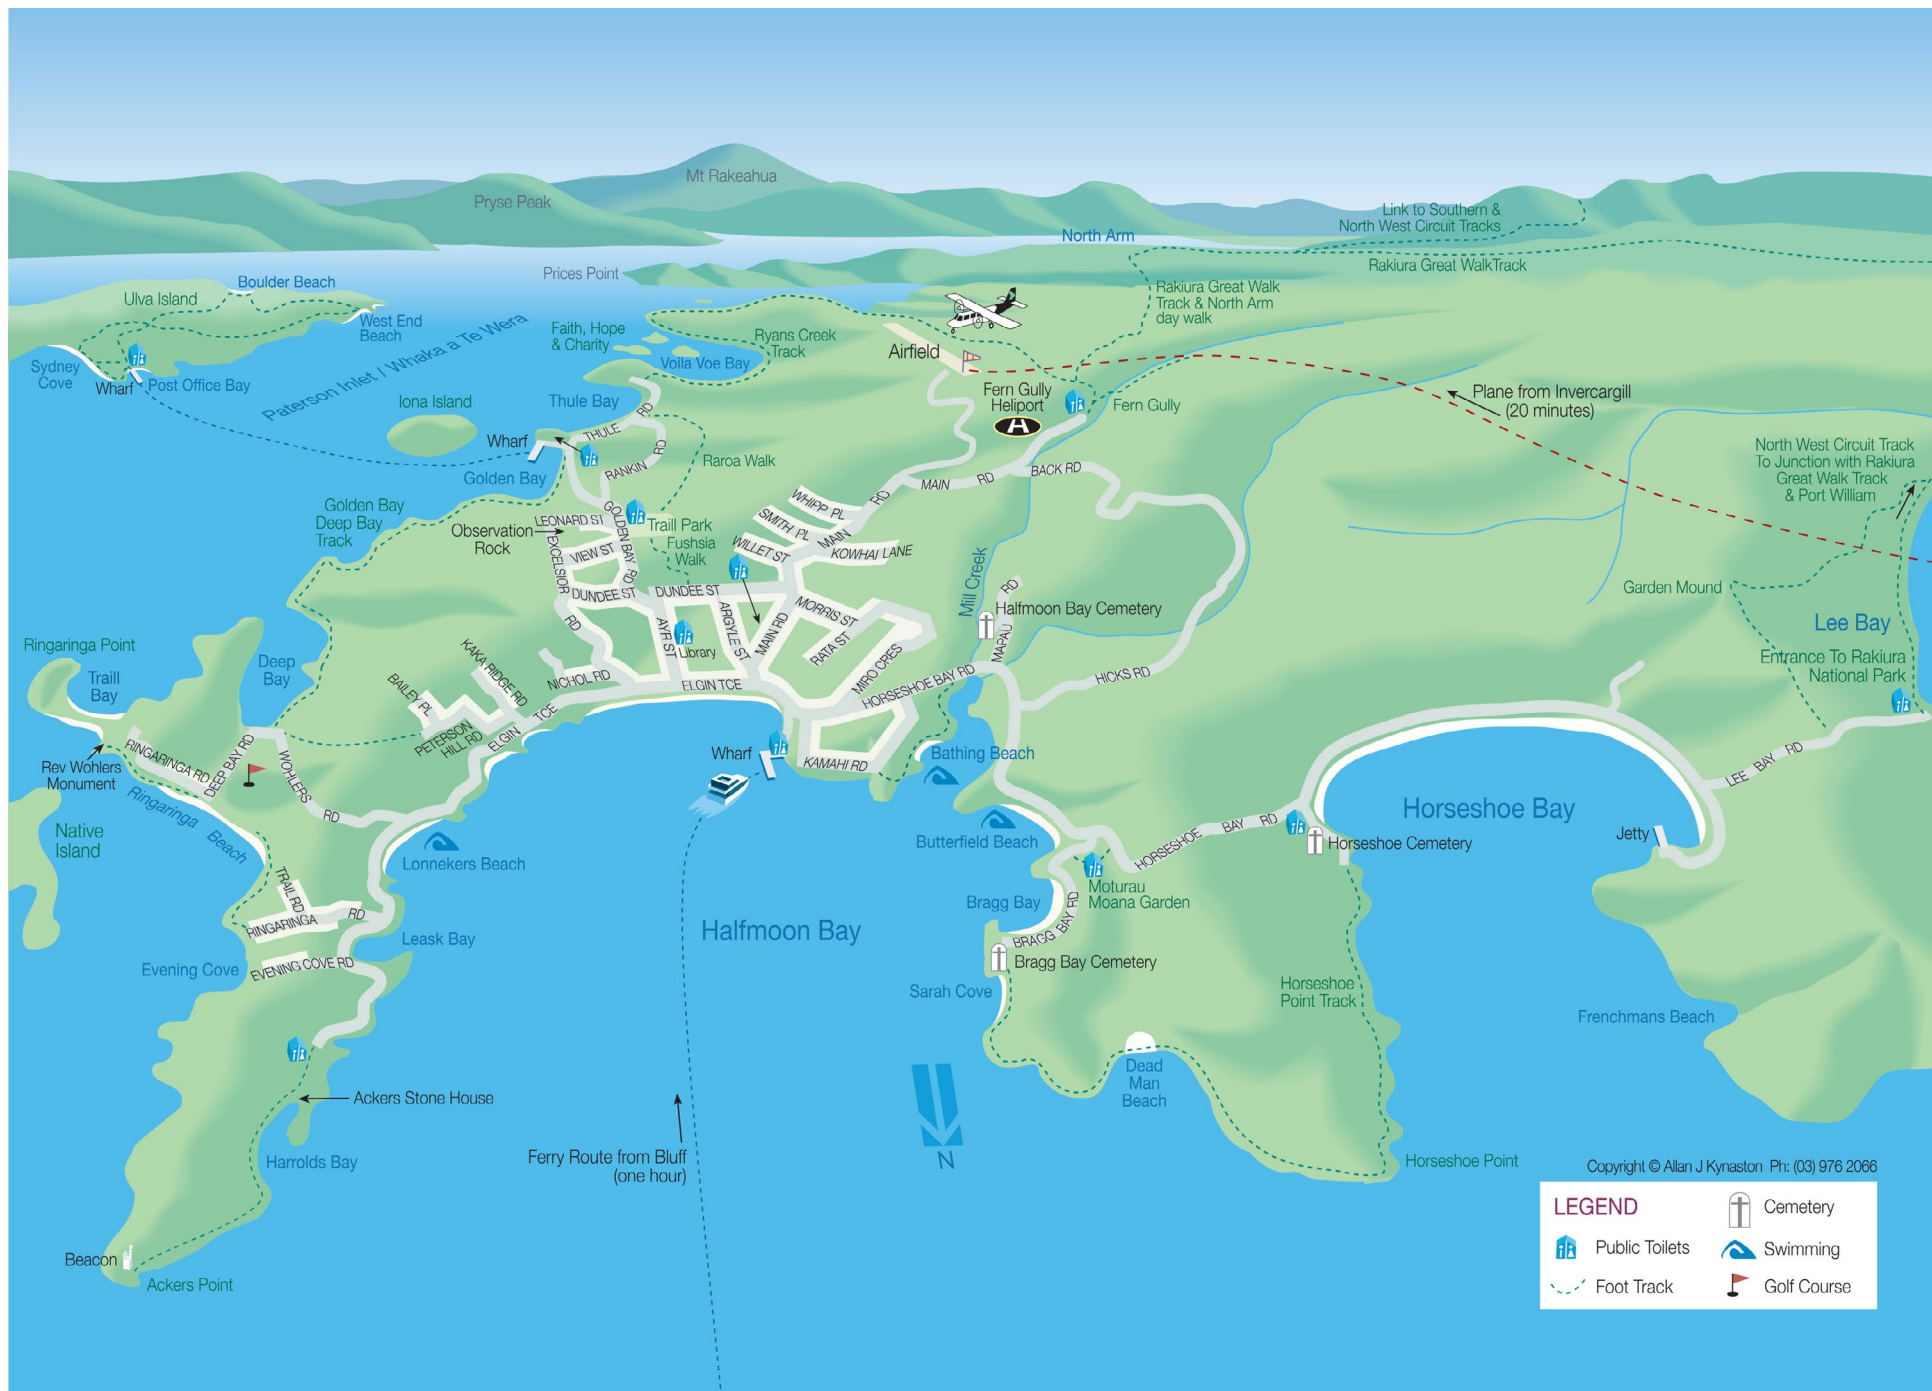 Mt Rakeahua
Pryse Peak
Link to Southern &
North West Circuit Tracks
North Arm
Rakiura Great WalkTrack
Prices Point
Boulder Beach
Ulva Island
Rakiura Great Walk
Track & North Arm
day walk
West End
Beach
Paterson Inlet / Whaka a Te Wera
Faith, Hope
& Charity
Ryans Creek
Track
Airfield
Voila Voe Bay
Sydney
Cove
Wharf
Post Office Bay
Iona Island
Thule Bay
Fern Gully
Heliport
H
Fern Gully
Plane from Invercargill
(20 minutes)
Wharf
THULE
RD
Golden Bay
RANKIN
RD
Raroa Walk
North West Circuit Track
To Junction with Rakiura
Great Walk Track
& Port William
MAIN
RD
BACK RD
Golden Bay
Deep Bay
Track
Observation
Rock
LEONARD ST
GOLDEN BAY
RD
Traill Park
Fushsia
Walk
WHIPP PL
SMITH PL
MAIN
RD
WILLET ST
KOWHAI LANE
EXCELSIOR
RD
VIEW ST
DUNDEE ST
DUNDEE ST
Mill Creek
MAPAU
RD
Halfmoon Bay Cemetery
Garden Mound
Lee Bay
Entrance To Rakiura
National Park
AYR ST
Library
ARGYLE ST
MAIN RD
MORRIS ST
RATA ST
MIRO CRES
HORSESHOE BAY RD
HICKS RD
Ringaringa Point
Traill
Bay
Deep
Bay
BAILEY PL
KAKA RIDGE RD
PETERSON
HILL RD
NICHOL RD
ELGIN
TCE
ELGIN TCE
KAMAHI RD
Wharf
Bathing Beach
Rev Wohlers
Monument
RINGARINGA RD
DEEP BAY RD
WOHLERS
RD
Ringaringa Beach
Native
Island
Lonnekers Beach
Butterfield Beach
HORSESHOE BAY RD
Horseshoe Bay
LEE BAY RD
Jetty
Horseshoe Cemetery
Moturau
Moana Garden
TRAIL RD
RINGARINGA
RD
Bragg Bay
BRAGG BAY RD
Bragg Bay Cemetery
Halfmoon Bay
Leask Bay
Evening Cove
EVENING COVE RD
Sarah Cove
Horseshoe
Point Track
Frenchmans Beach
Dead
Man
Beach
Ackers Stone House
Harrolds Bay
Ferry Route from Bluff
(one hour)
N
Horseshoe Point
Beacon
Ackers Point
Copyright © Allan J Kynaston Ph: (03) 976 2066
LEGEND
Public Toilets
Foot Track
Cemetery
Swimming
Golf Course